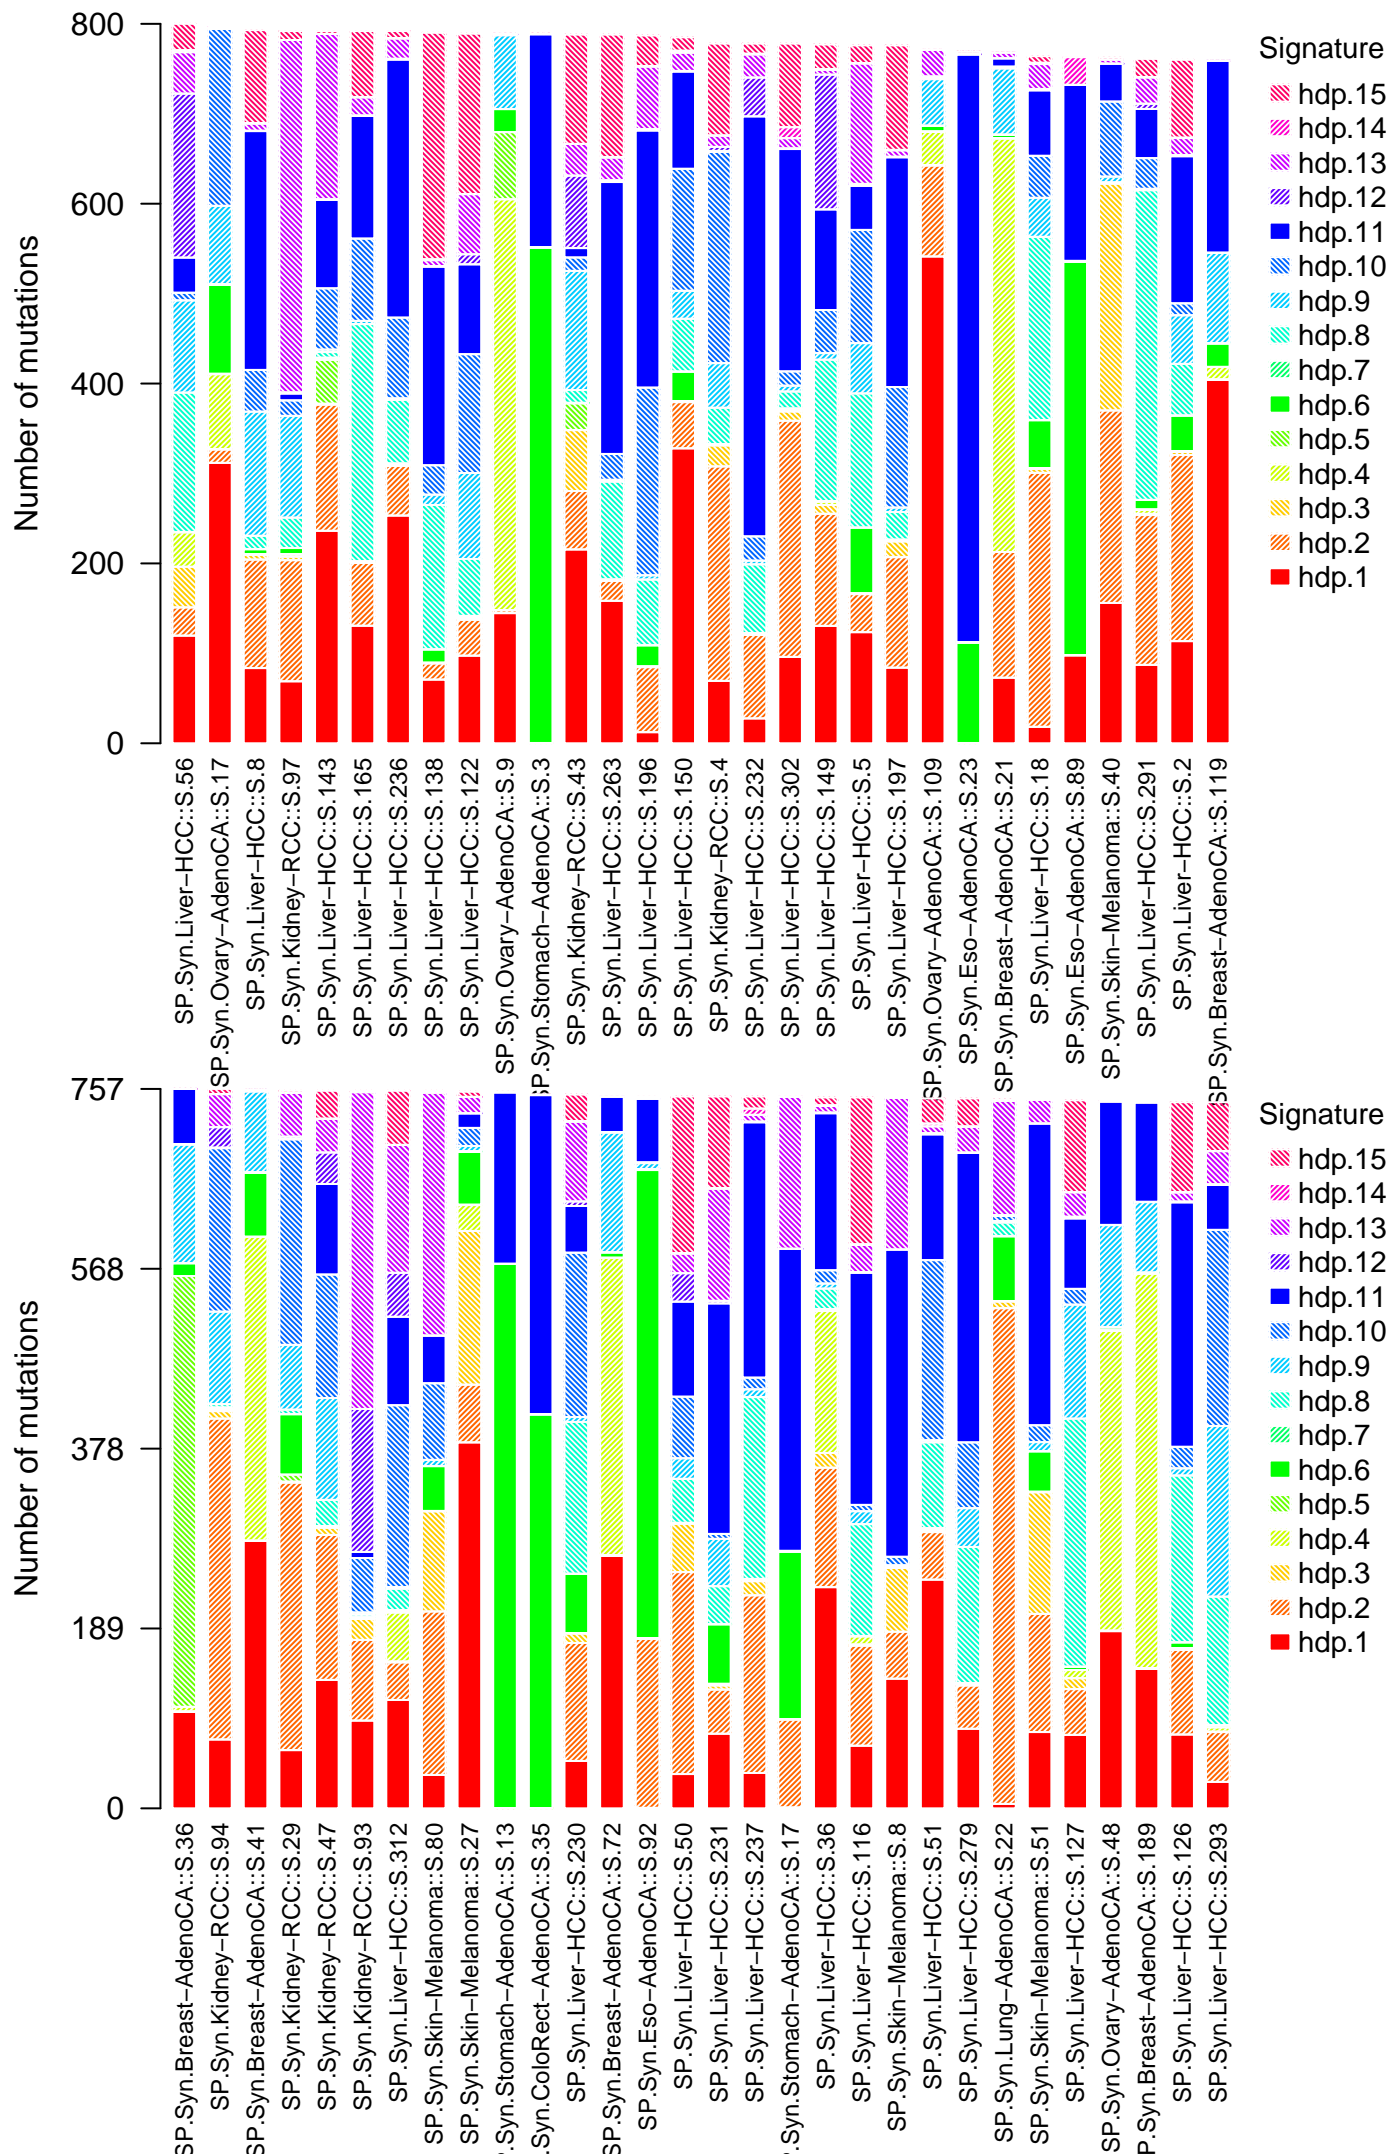 Number of mutations
800
600
400
200
0
Signature
hdp.15
hdp.14
hdp.13
hdp.12
hdp.11
hdp.10
hdp.9
hdp.8
hdp.7
hdp.6
hdp.5
hdp.4
hdp.3
hdp.2
hdp.1
SP.Syn.Liver−HCC::S.56
SP.Syn.Ovary−AdenoCA::S.17
SP.Syn.Liver−HCC::S.8
SP.Syn.Kidney−RCC::S.97
SP.Syn.Liver−HCC::S.143
SP.Syn.Liver−HCC::S.165
SP.Syn.Liver−HCC::S.236
SP.Syn.Liver−HCC::S.138
SP.Syn.Liver−HCC::S.122
SP.Syn.Ovary−AdenoCA::S.9
SP.Syn.Stomach−AdenoCA::S.3
SP.Syn.Kidney−RCC::S.43
SP.Syn.Liver−HCC::S.263
SP.Syn.Liver−HCC::S.196
SP.Syn.Liver−HCC::S.150
SP.Syn.Kidney−RCC::S.4
SP.Syn.Liver−HCC::S.232
SP.Syn.Liver−HCC::S.302
SP.Syn.Liver−HCC::S.149
SP.Syn.Liver−HCC::S.5
SP.Syn.Liver−HCC::S.197
SP.Syn.Ovary−AdenoCA::S.109
SP.Syn.Eso−AdenoCA::S.23
SP.Syn.Breast−AdenoCA::S.21
SP.Syn.Liver−HCC::S.18
SP.Syn.Eso−AdenoCA::S.89
SP.Syn.Skin−Melanoma::S.40
SP.Syn.Liver−HCC::S.291
SP.Syn.Liver−HCC::S.2
SP.Syn.Breast−AdenoCA::S.119
Number of mutations
757
568
378
189
0
Signature
hdp.15
hdp.14
hdp.13
hdp.12
hdp.11
hdp.10
hdp.9
hdp.8
hdp.7
hdp.6
hdp.5
hdp.4
hdp.3
hdp.2
hdp.1
SP.Syn.Breast−AdenoCA::S.36
SP.Syn.Kidney−RCC::S.94
SP.Syn.Breast−AdenoCA::S.41
SP.Syn.Kidney−RCC::S.29
SP.Syn.Kidney−RCC::S.47
SP.Syn.Kidney−RCC::S.93
SP.Syn.Liver−HCC::S.312
SP.Syn.Skin−Melanoma::S.80
SP.Syn.Skin−Melanoma::S.27
P.Syn.Stomach−AdenoCA::S.13
P.Syn.ColoRect−AdenoCA::S.35
SP.Syn.Liver−HCC::S.230
SP.Syn.Breast−AdenoCA::S.72
SP.Syn.Eso−AdenoCA::S.92
SP.Syn.Liver−HCC::S.50
SP.Syn.Liver−HCC::S.231
SP.Syn.Liver−HCC::S.237
P.Syn.Stomach−AdenoCA::S.17
SP.Syn.Liver−HCC::S.36
SP.Syn.Liver−HCC::S.116
SP.Syn.Skin−Melanoma::S.8
SP.Syn.Liver−HCC::S.51
SP.Syn.Liver−HCC::S.279
SP.Syn.Lung−AdenoCA::S.22
SP.Syn.Skin−Melanoma::S.51
SP.Syn.Liver−HCC::S.127
SP.Syn.Ovary−AdenoCA::S.48
P.Syn.Breast−AdenoCA::S.189
SP.Syn.Liver−HCC::S.126
SP.Syn.Liver−HCC::S.293